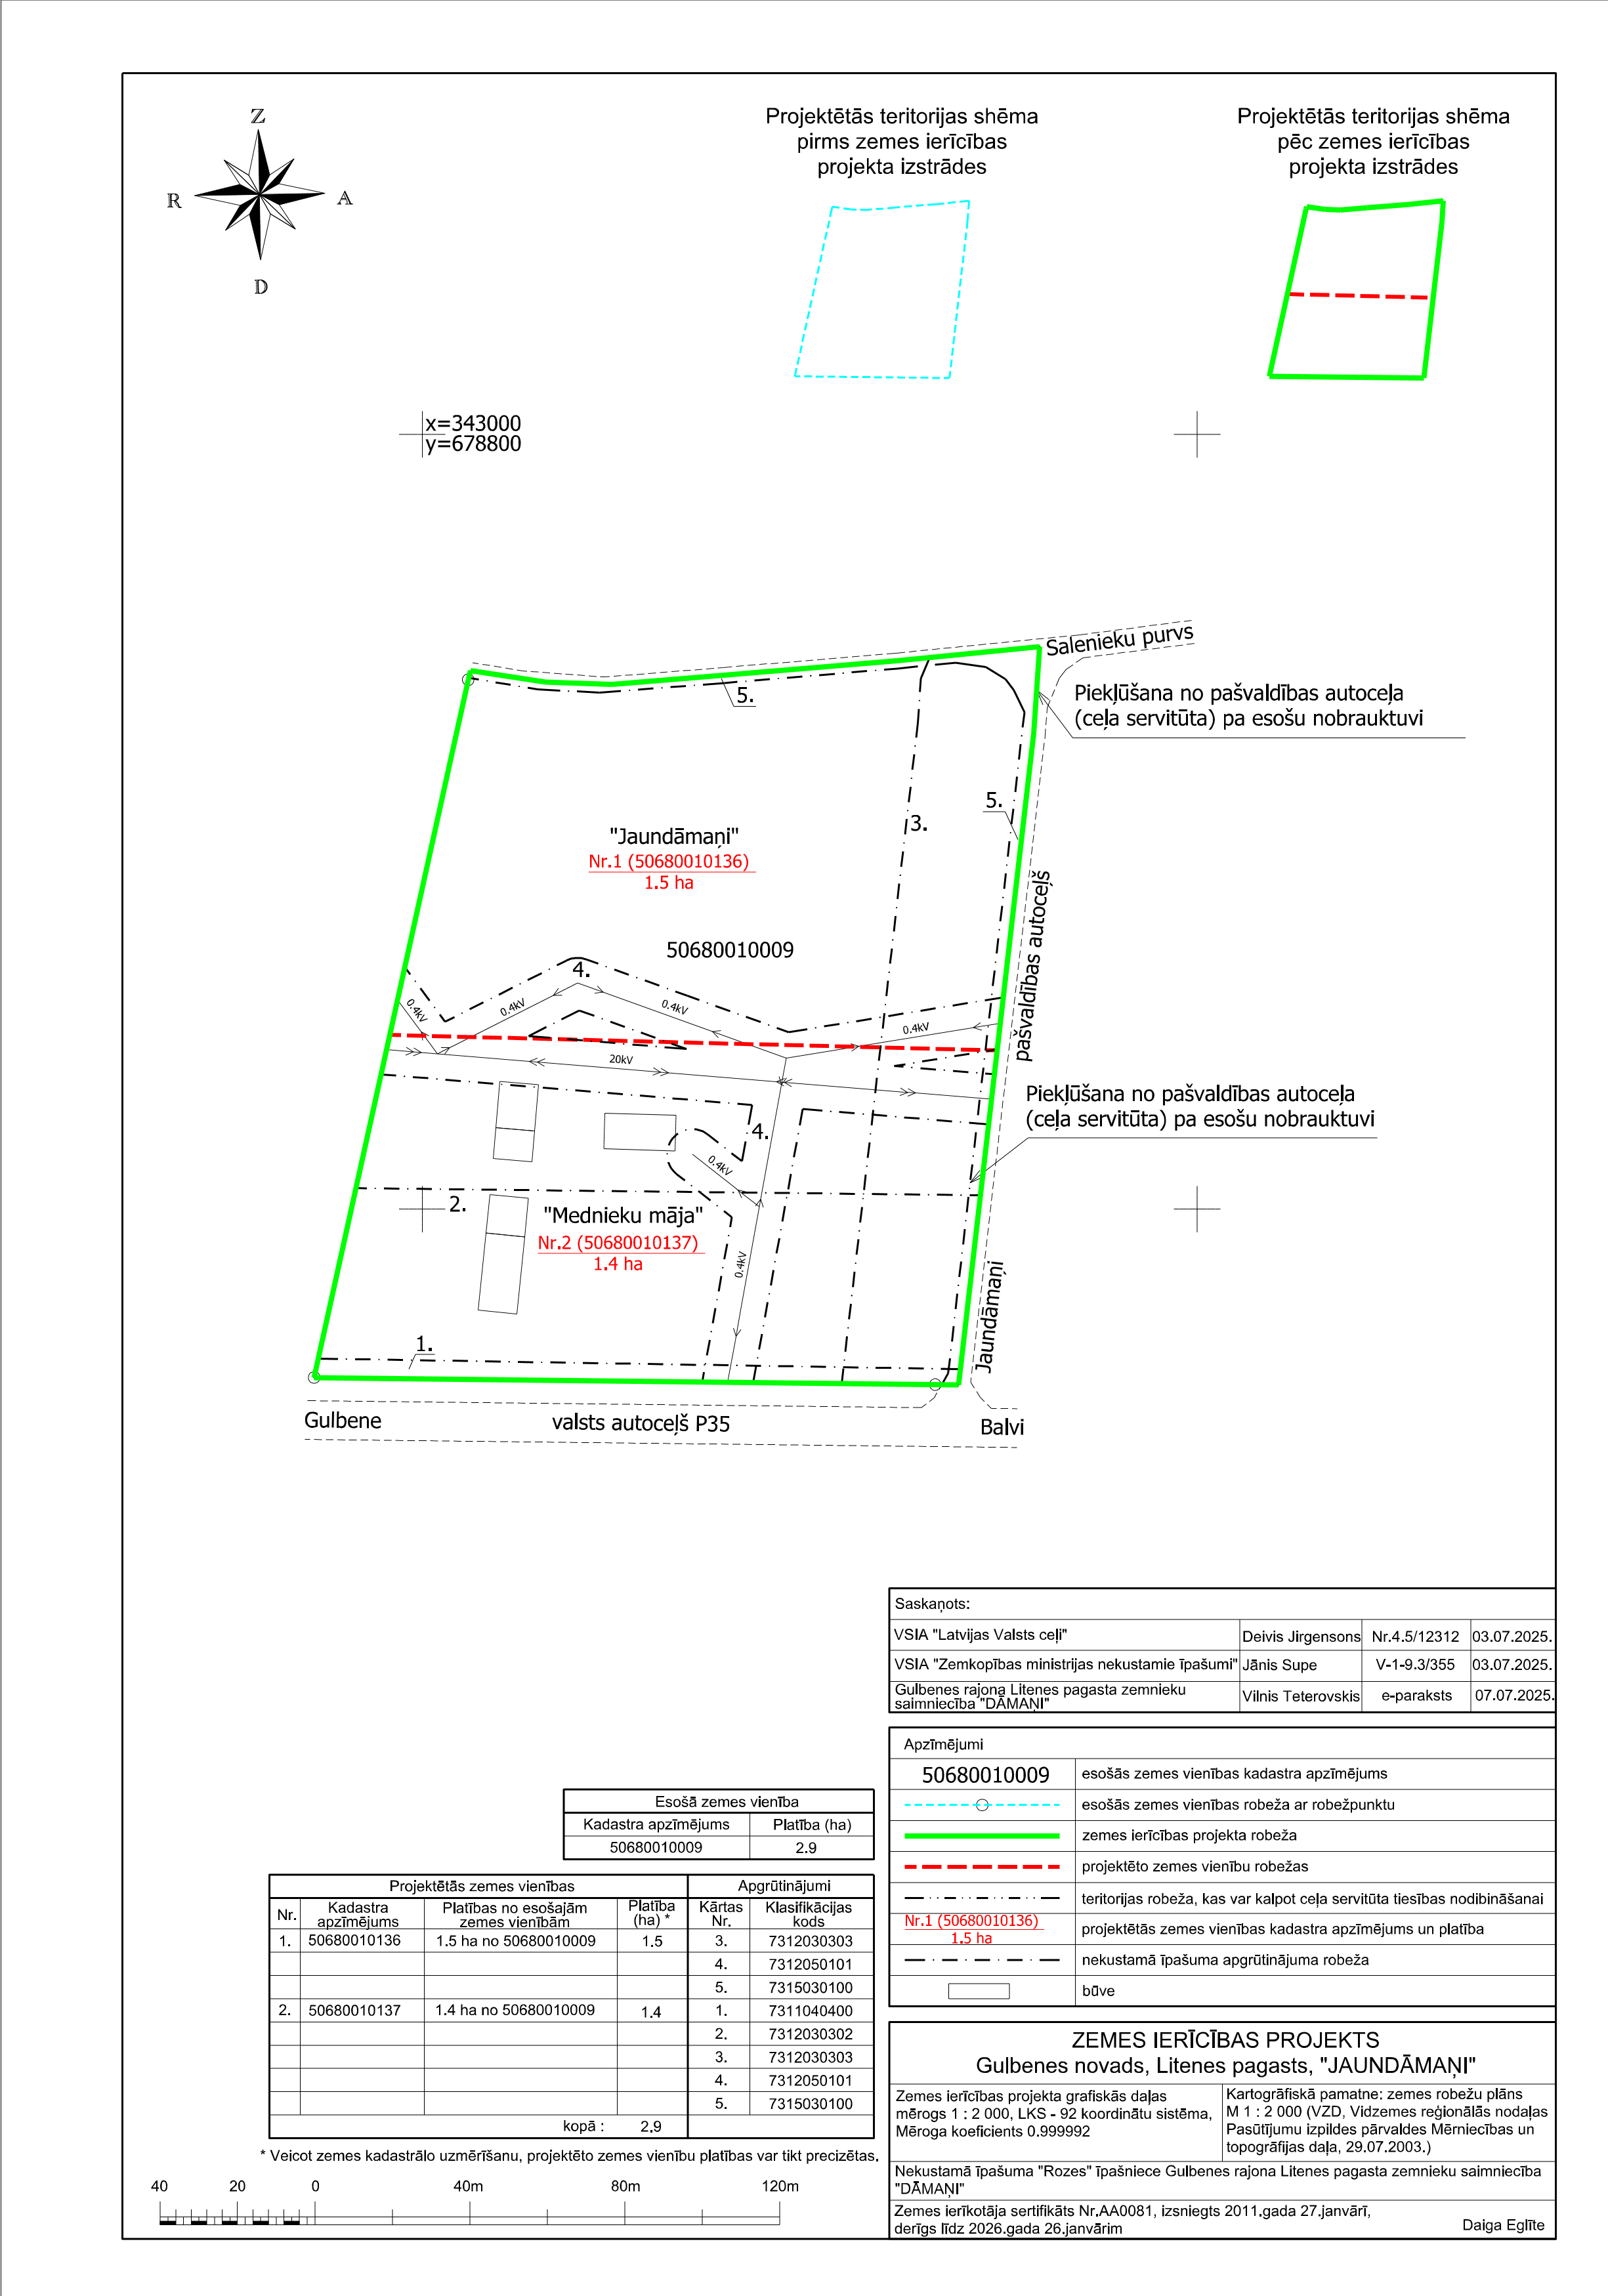 Z
R
A
D
Projektētās teritorijas shēma
pirms zemes ierīcības
projekta izstrādes
Projektētās teritorijas shēma
pēc zemes ierīcības
projekta izstrādes
x=343000
y=678800
Salenieku purvs
Piekļūšana no pašvaldības autoceļa
(ceļa servitūta) pa esošu nobrauktuvi
5.
5.
3.
"Jaundāmaņi"
Nr.1 (50680010136)
1.5 ha
50680010009
pašvaldības autoceļš
4.
0.4kV
0.4kV
0.4kV
0.4kV
20kV
Piekļūšana no pašvaldības autoceļa
(ceļa servitūta) pa esošu nobrauktuvi
4.
0.4kV
2.
"Mednieku māja"
Nr.2 (50680010137)
1.4 ha
0.4kV
Jaundāmaņi
1.
Gulbene
valsts autoceļš P35
Balvi
Saskaņots:
VSIA "Latvijas Valsts ceļi" Deivis Jirgensons Nr.4.5/12312 03.07.2025.
VSIA "Zemkopības ministrijas nekustamie īpašumi" Jānis Supe V-1-9.3/355 03.07.2025.
Gulbenes rajona Litenes pagasta zemnieku
saimniecība "DĀMAŅI" Vilnis Teterovskis e-paraksts 07.07.2025.
Apzīmējumi
50680010009 esošās zemes vienības kadastra apzīmējums
esošās zemes vienības robeža ar robežpunktu
zemes ierīcības projekta robeža
projektēto zemes vienību robežas
teritorijas robeža, kas var kalpot ceļa servitūta tiesības nodibināšanai
Nr.1 (50680010136)
1.5 ha
projektētās zemes vienības kadastra apzīmējums un platība
nekustamā īpašuma apgrūtinājuma robeža
būve
Esošā zemes vienība
Kadastra apzīmējums Platība (ha)
50680010009 2.9
Projektētās zemes vienības Apgrūtinājumi
Nr. Kadastra apzīmējums Platības no esošajām zemes vienībām Platība (ha) * Kārtas Nr. Klasifikācijas kods
1. 50680010136 1.5 ha no 50680010009 1.5 3. 7312030303
4. 7312050101
5. 7315030100
2. 50680010137 1.4 ha no 50680010009 1.4 1. 7311040400
2. 7312030302
3. 7312030303
4. 7312050101
5. 7315030100
kopā : 2.9
* Veicot zemes kadastrālo uzmērīšanu, projektēto zemes vienību platības var tikt precizētas.
40 20 0 40m 80m 120m
ZEMES IERĪCĪBAS PROJEKTS
Gulbenes novads, Litenes pagasts, "JAUNDĀMAŅI"
Zemes ierīcības projekta grafiskās daļas
mērogs 1 : 2 000, LKS - 92 koordinātu sistēma,
Mēroga koeficients 0.999992
Kartogrāfiskā pamatne: zemes robežu plāns
M 1 : 2 000 (VZD, Vidzemes reģionālās nodaļas
Pasūtījumu izpildes pārvaldes Mērniecības un
topogrāfijas daļa, 29.07.2003.)
Nekustamā īpašuma "Rozes" īpašniece Gulbenes rajona Litenes pagasta zemnieku saimniecība
"DĀMAŅI"
Zemes ierīkotāja sertifikāts Nr.AA0081, izsniegts 2011.gada 27.janvārī,
derīgs līdz 2026.gada 26.janvārim
Daiga Eglīte